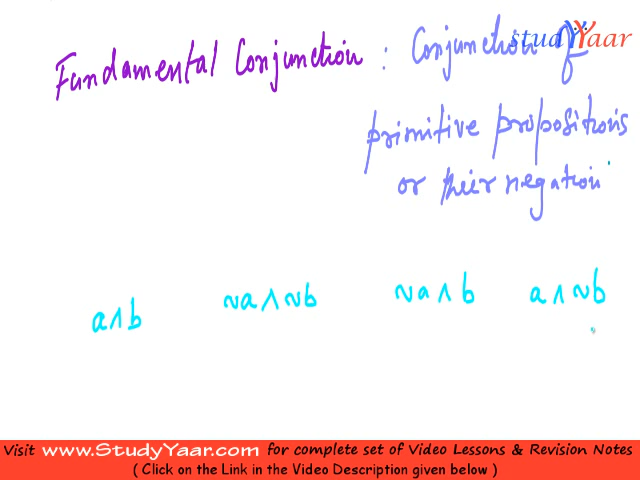 studYYaar
Fundamental Conjunction : Conjunction of
primitive propositions
or their negation
a∧b ~a∧~b ~a∧b a∧~b
Visit www.StudyYaar.com for complete set of Video Lessons & Revision Notes
( Click on the Link in the Video Description given below )